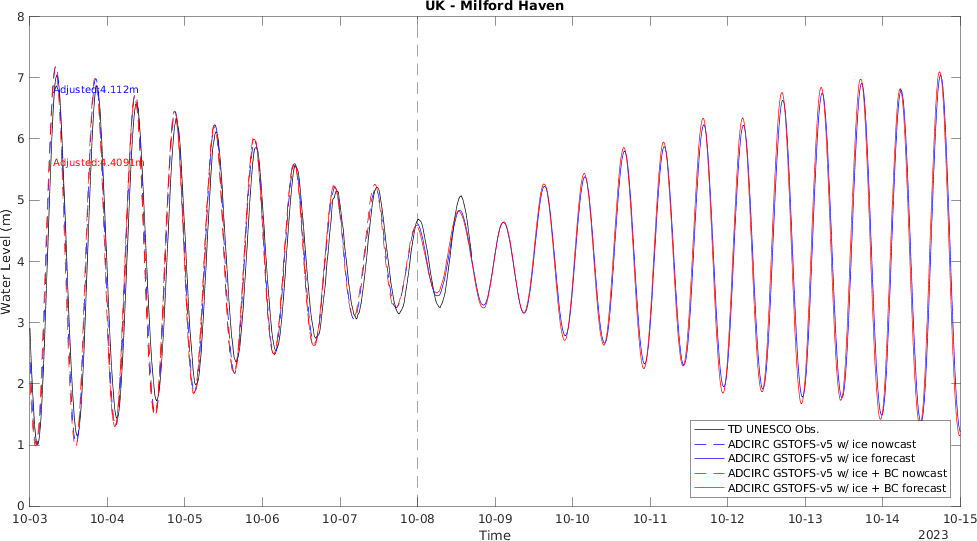 UK - Milford Haven
8
7
6
5
4
3
2
1
0
Water Level (m)
Adjusted:4.112m
Adjusted:4.4091m
TD UNESCO Obs.
ADCIRC GSTOFS-v5 w/ ice nowcast
ADCIRC GSTOFS-v5 w/ ice forecast
ADCIRC GSTOFS-v5 w/ ice + BC nowcast
ADCIRC GSTOFS-v5 w/ ice + BC forecast
10-03 10-04 10-05 10-06 10-07 10-08 10-09 10-10 10-11 10-12 10-13 10-14 10-15
Time
2023